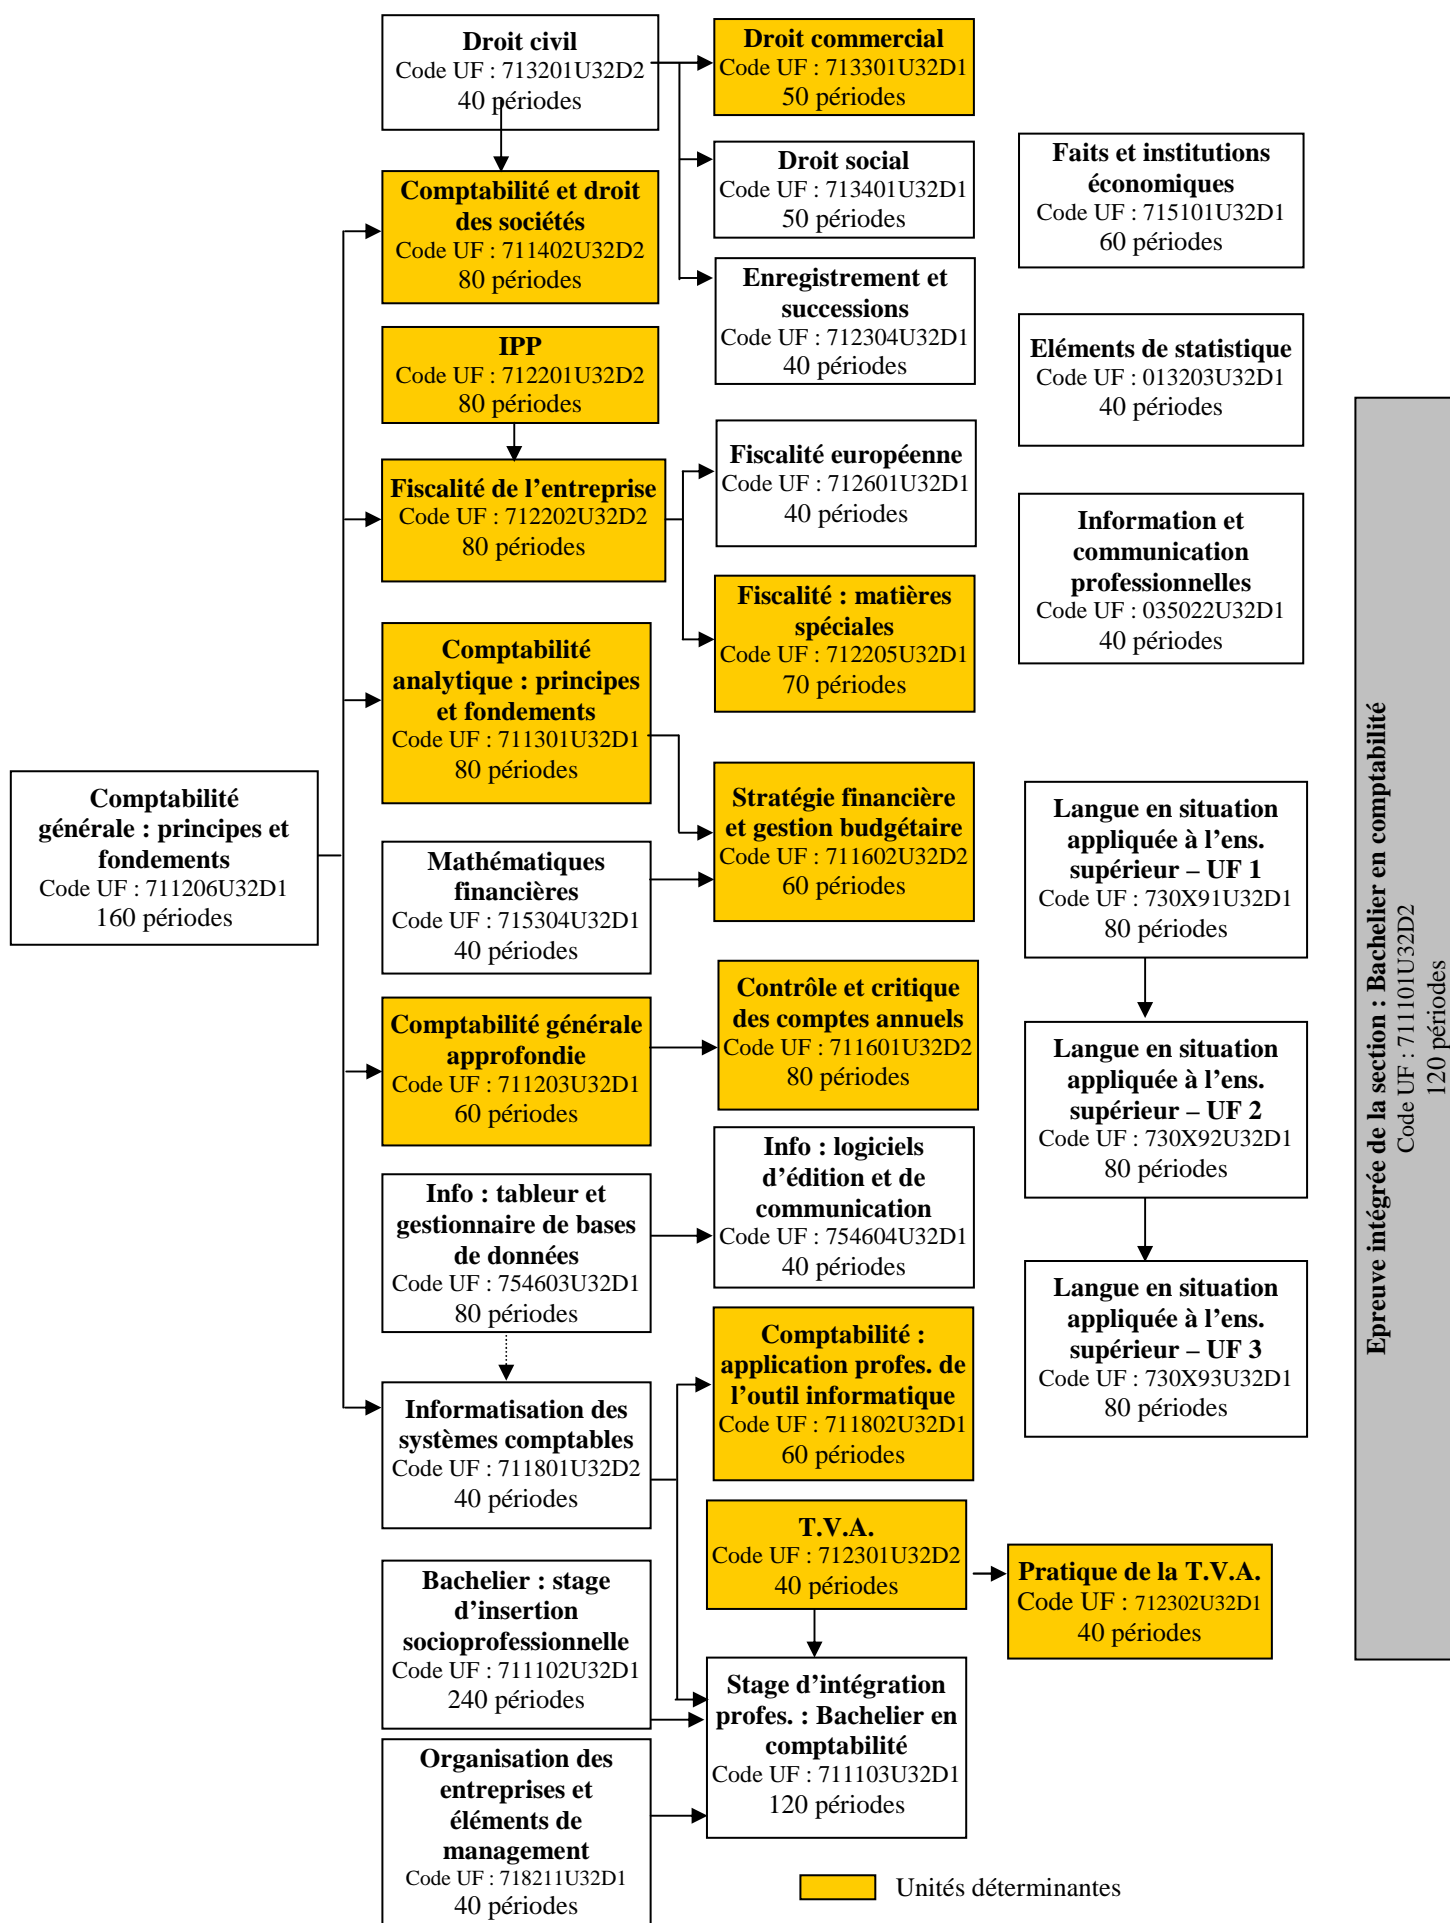 Droit civil
Code UF : 713201U32D2
40 périodes
Droit commercial
Code UF : 713301U32D1
50 périodes
Droit social
Code UF : 713401U32D1
50 périodes
Faits et institutions
économiques
Code UF : 715101U32D1
60 périodes
Comptabilité et droit
des sociétés
Code UF : 711402U32D2
80 périodes
Enregistrement et
successions
Code UF : 712304U32D1
40 périodes
IPP
Code UF : 712201U32D2
80 périodes
Eléments de statistique
Code UF : 013203U32D1
40 périodes
Fiscalité de l’entreprise
Code UF : 712202U32D2
80 périodes
Fiscalité européenne
Code UF : 712601U32D1
40 périodes
Information et
communication
professionnelles
Code UF : 035022U32D1
40 périodes
Fiscalité : matières
spéciales
Code UF : 712205U32D1
70 périodes
Comptabilité
analytique : principes
et fondements
Code UF : 711301U32D1
80 périodes
Comptabilité
générale : principes et
fondements
Code UF : 711206U32D1
160 périodes
Stratégie financière
et gestion budgétaire
Code UF : 711602U32D2
60 périodes
Mathématiques
financières
Code UF : 715304U32D1
40 périodes
Langue en situation
appliquée à l’ens.
supérieur – UF 1
Code UF : 730X91U32D1
80 périodes
Comptabilité générale
approfondie
Code UF : 711203U32D1
60 périodes
Contrôle et critique
des comptes annuels
Code UF : 711601U32D2
80 périodes
Langue en situation
appliquée à l’ens.
supérieur – UF 2
Code UF : 730X92U32D1
80 périodes
Info : tableur et
gestionnaire de bases
de données
Code UF : 754603U32D1
80 périodes
Info : logiciels
d’édition et de
communication
Code UF : 754604U32D1
40 périodes
Langue en situation
appliquée à l’ens.
supérieur – UF 3
Code UF : 730X93U32D1
80 périodes
Informatisation des
systèmes comptables
Code UF : 711801U32D2
40 périodes
Comptabilité :
application profes. de
l’outil informatique
Code UF : 711802U32D1
60 périodes
T.V.A.
Code UF : 712301U32D2
40 périodes
Pratique de la T.V.A.
Code UF : 712302U32D1
40 périodes
Bachelier : stage
d’insertion
socioprofessionnelle
Code UF : 711102U32D1
240 périodes
Stage d’intégration
profes. : Bachelier en
comptabilité
Code UF : 711103U32D1
120 périodes
Organisation des
entreprises et
éléments de
management
Code UF : 718211U32D1
40 périodes
Epreuve intégrée de la section : Bachelier en comptabilité
Code UF : 711101U32D2
120 périodes
Unités déterminantes